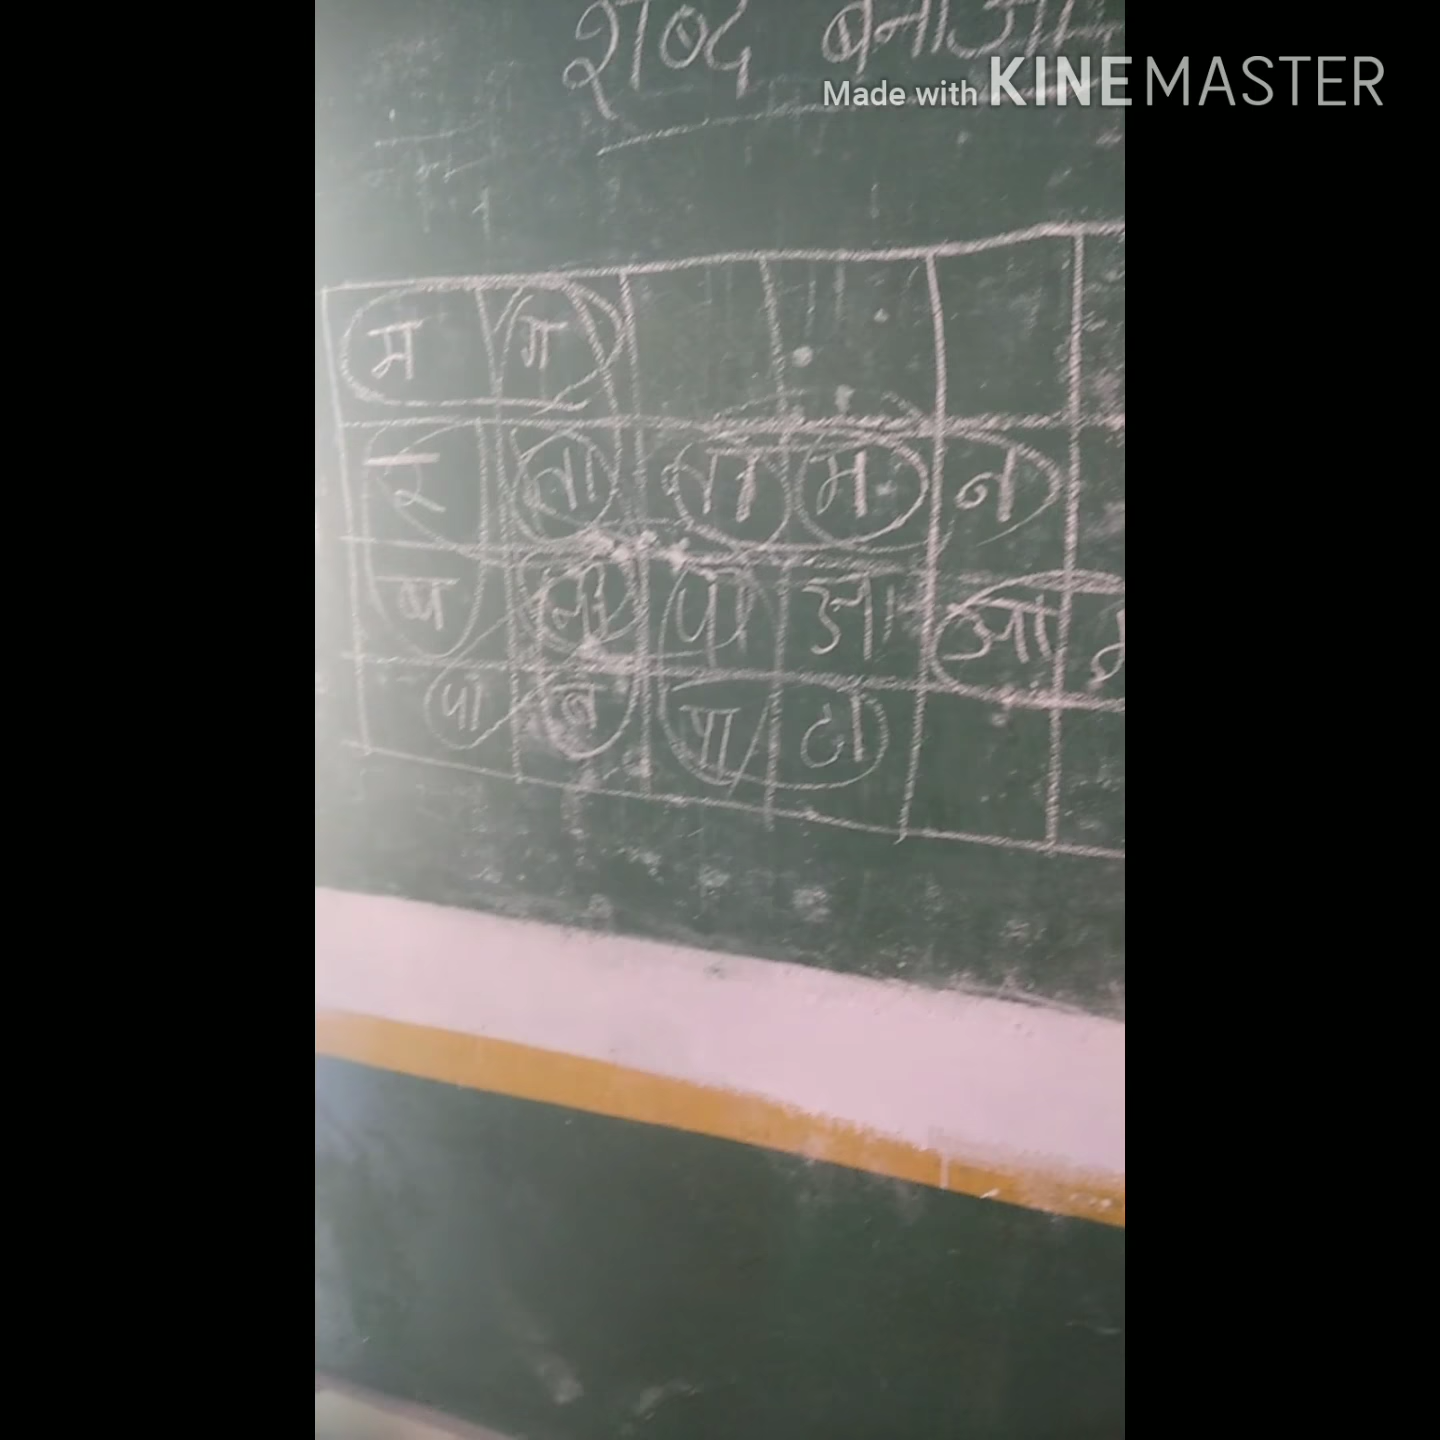 शब्द बनाओ
Made with KINEMASTER
म ग
र ता ता म न
ष पा आ आ
पा पा टा